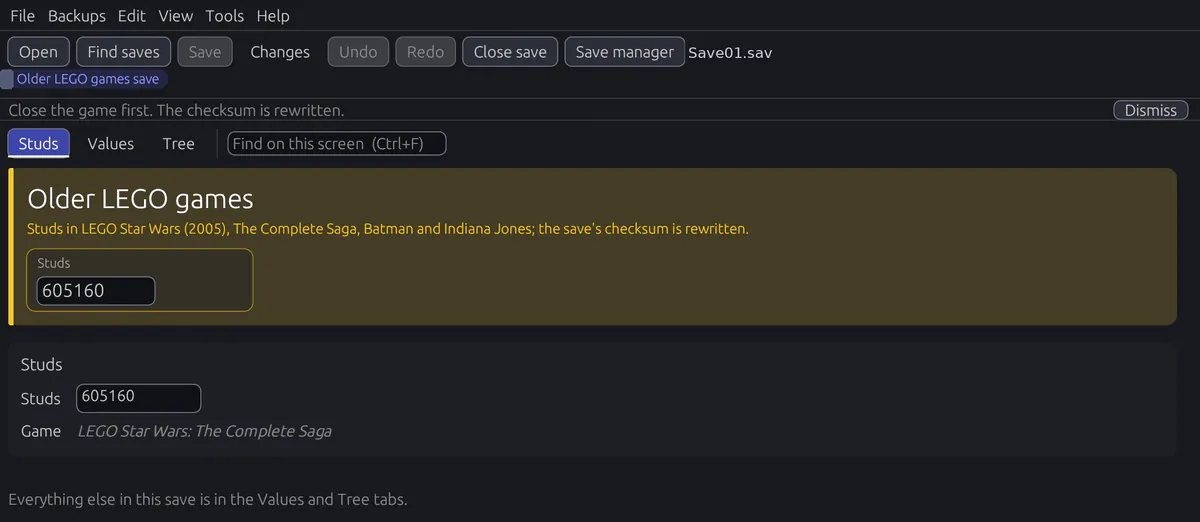 File Backups Edit View Tools Help
Open Find saves Save Changes Undo Redo Close save Save manager Save01.sav
Older LEGO games save
Close the game first. The checksum is rewritten. Dismiss
Studs Values Tree Find on this screen (Ctrl+F)
Older LEGO games
Studs in LEGO Star Wars (2005), The Complete Saga, Batman and Indiana Jones; the save's checksum is rewritten.
Studs
605160
Studs
Studs 605160
Game LEGO Star Wars: The Complete Saga
Everything else in this save is in the Values and Tree tabs.